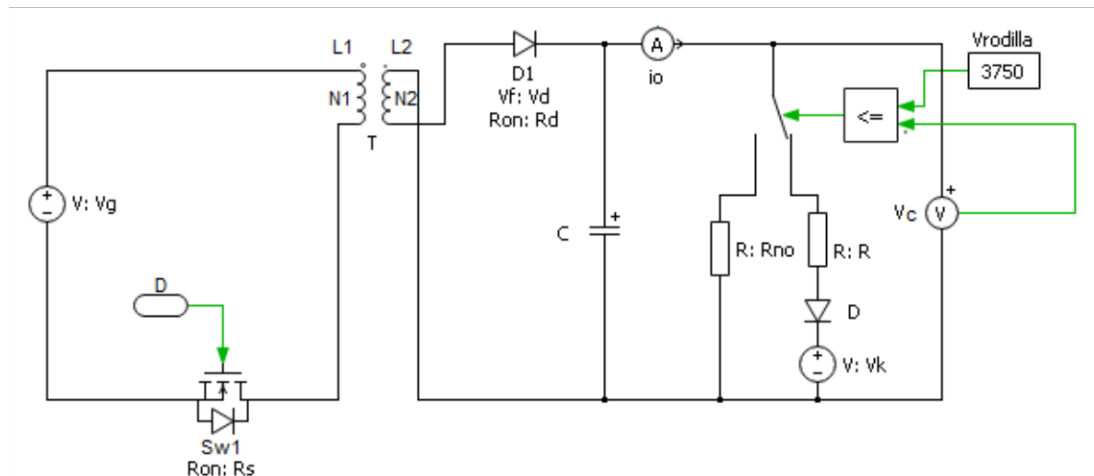 L1
L2
N1
N2
T
D1
Vf: Vd
Ron: Rd
A
io
Vrodilla
3750
<=
V: Vg
C
R: Rno
R: R
Vc
V
D
V: Vk
D
Sw1
Ron: Rs